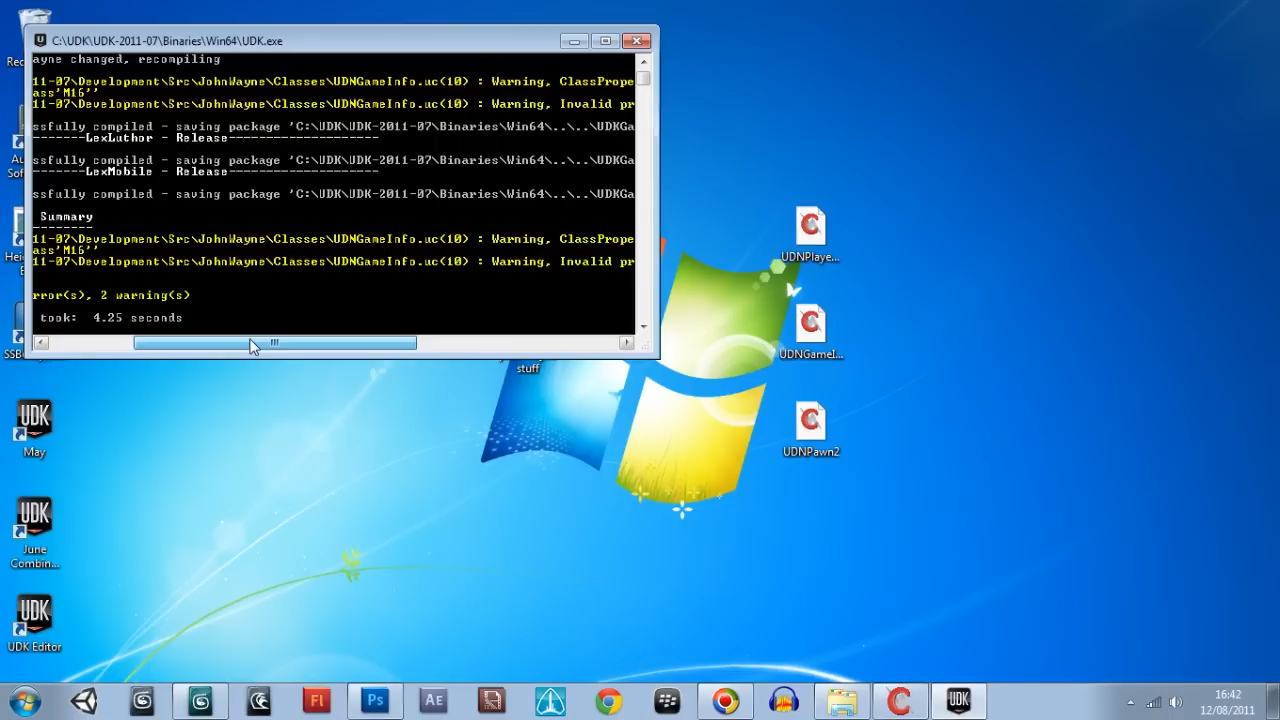 C:\UDK\UDK-2011-07\Binaries\Win64\UDK.exe
ayne changed, recompiling
11-07\Development\Src\JohnWayne\Classes\UDNGameInfo.uc(10) : Warning, ClassPrope
ass'M16''
11-07\Development\Src\JohnWayne\Classes\UDNGameInfo.uc(10) : Warning, Invalid pr
ssfully compiled - saving package 'C:\UDK\UDK-2011-07\Binaries\Win64\..\..\UDKGa
-------LexLuthor - Release--------------------
ssfully compiled - saving package 'C:\UDK\UDK-2011-07\Binaries\Win64\..\..\UDKGa
-------LexMobile - Release--------------------
ssfully compiled - saving package 'C:\UDK\UDK-2011-07\Binaries\Win64\..\..\UDKGa
Summary
--------
11-07\Development\Src\JohnWayne\Classes\UDNGameInfo.uc(10) : Warning, ClassPrope
ass'M16''
11-07\Development\Src\JohnWayne\Classes\UDNGameInfo.uc(10) : Warning, Invalid pr
rror(s), 2 warning(s)
took: 4.25 seconds
stuff
UDNPlaye...
UDNGameI...
UDNPawn2
UDK
May
UDK
June
Combin...
UDK
UDK Editor
Fl
Ps
Ae
UDK
16:42
12/08/2011